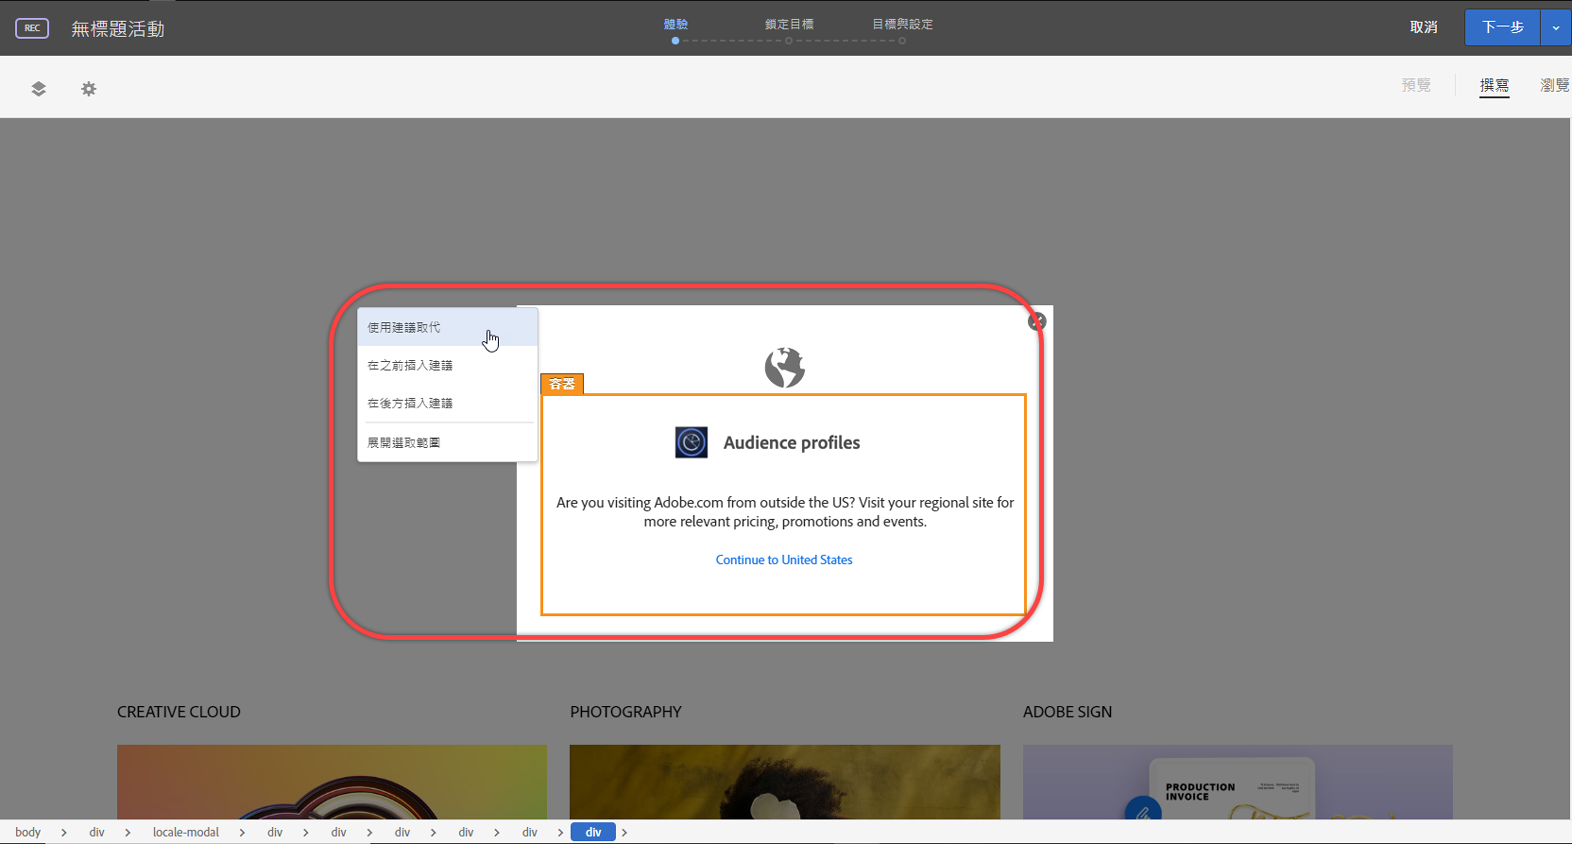 REC
無標題活動
體驗
鎖定目標
目標與設定
取消
下一步
預覽
撰寫
瀏覽
使用建議取代
在之前插入建議
在後方插入建議
展開選取範圍
容器
Audience profiles
Are you visiting Adobe.com from outside the US? Visit your regional site for
more relevant pricing, promotions and events.
Continue to United States
CREATIVE CLOUD
PHOTOGRAPHY
ADOBE SIGN
PRODUCTION
INVOICE
body > div > locale-modal > div > div > div > div > div > div >